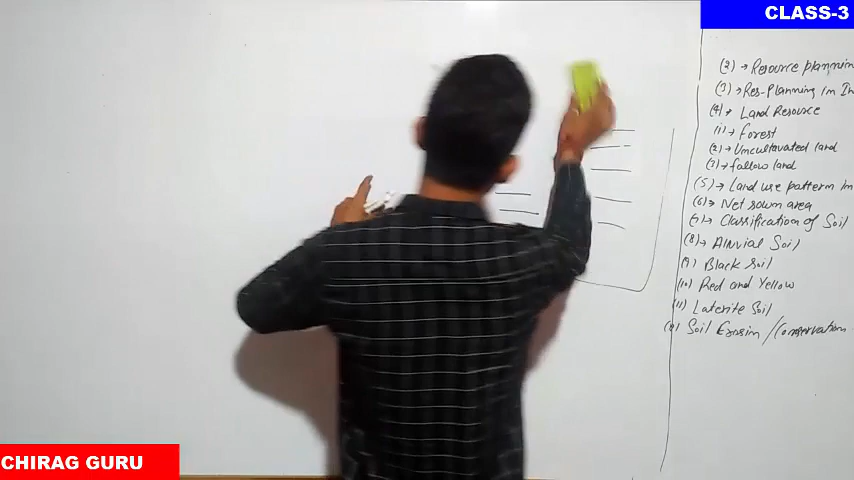 CLASS-3
(2) → Resource plannin
(3) → Res-Planning in In
(4) → Land Resource
(1) → Forest
(2) → Uncultavated land
(3) → fallow land
(5) → Land use pattern in
(6) → Net sown area
(7) → Classification of Soil
(8) → Alluvial Soil
(9) Black Soil
(10) Red and Yellow
(11) Laterite Soil
Soil Erosion / Conservation
CHIRAG GURU